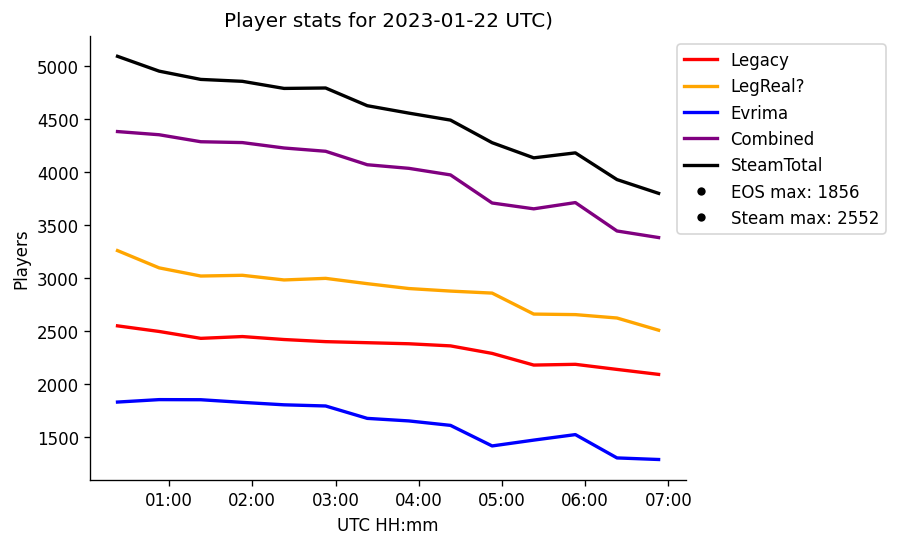 Player stats for 2023-01-22 UTC)
Legacy
LegReal?
Evrima
Combined
SteamTotal
EOS max: 1856
Steam max: 2552
Players
5000
4500
4000
3500
3000
2500
2000
1500
01:00
02:00
03:00
04:00
05:00
06:00
07:00
UTC HH:mm